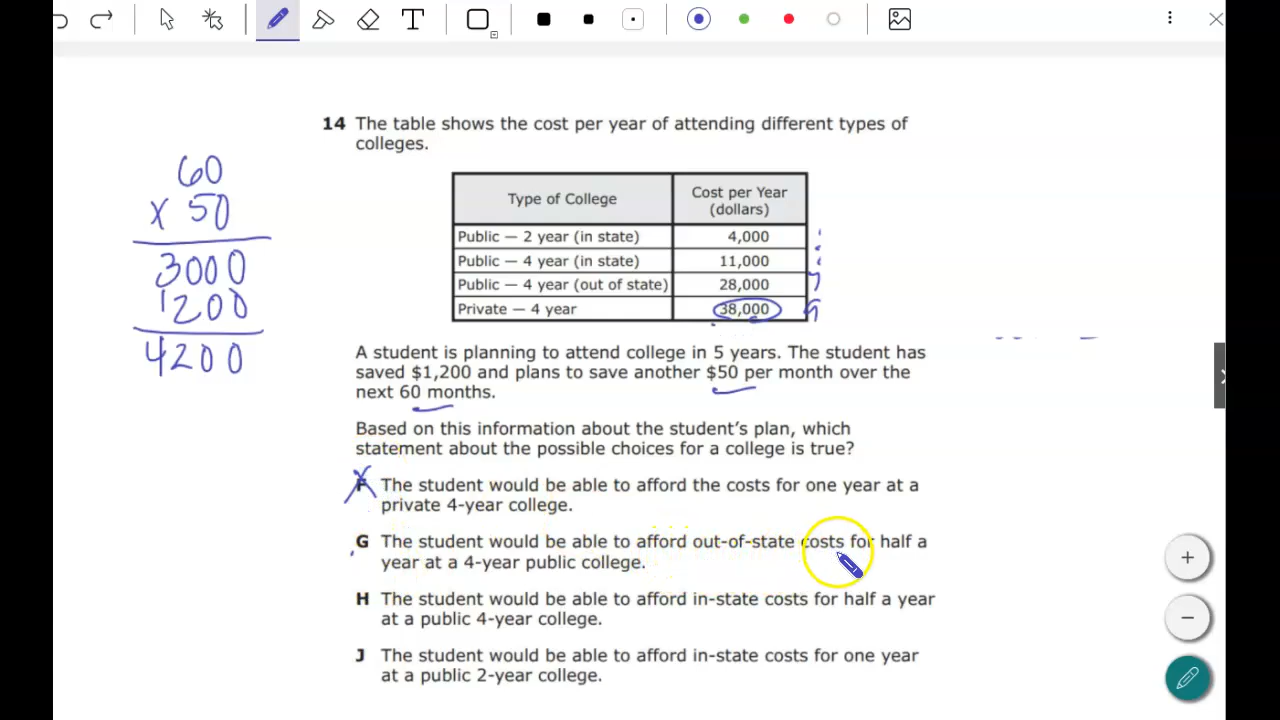 14 The table shows the cost per year of attending different types of
colleges.
Type of College Cost per Year
(dollars)
Public — 2 year (in state) 4,000
Public — 4 year (in state) 11,000
Public — 4 year (out of state) 28,000
Private — 4 year 38,000
60
x 50
3000
1200
4200
A student is planning to attend college in 5 years. The student has
saved $1,200 and plans to save another $50 per month over the
next 60 months.
Based on this information about the student's plan, which
statement about the possible choices for a college is true?
F The student would be able to afford the costs for one year at a
private 4-year college.
G The student would be able to afford out-of-state costs for half a
year at a 4-year public college.
H The student would be able to afford in-state costs for half a year
at a public 4-year college.
J The student would be able to afford in-state costs for one year
at a public 2-year college.